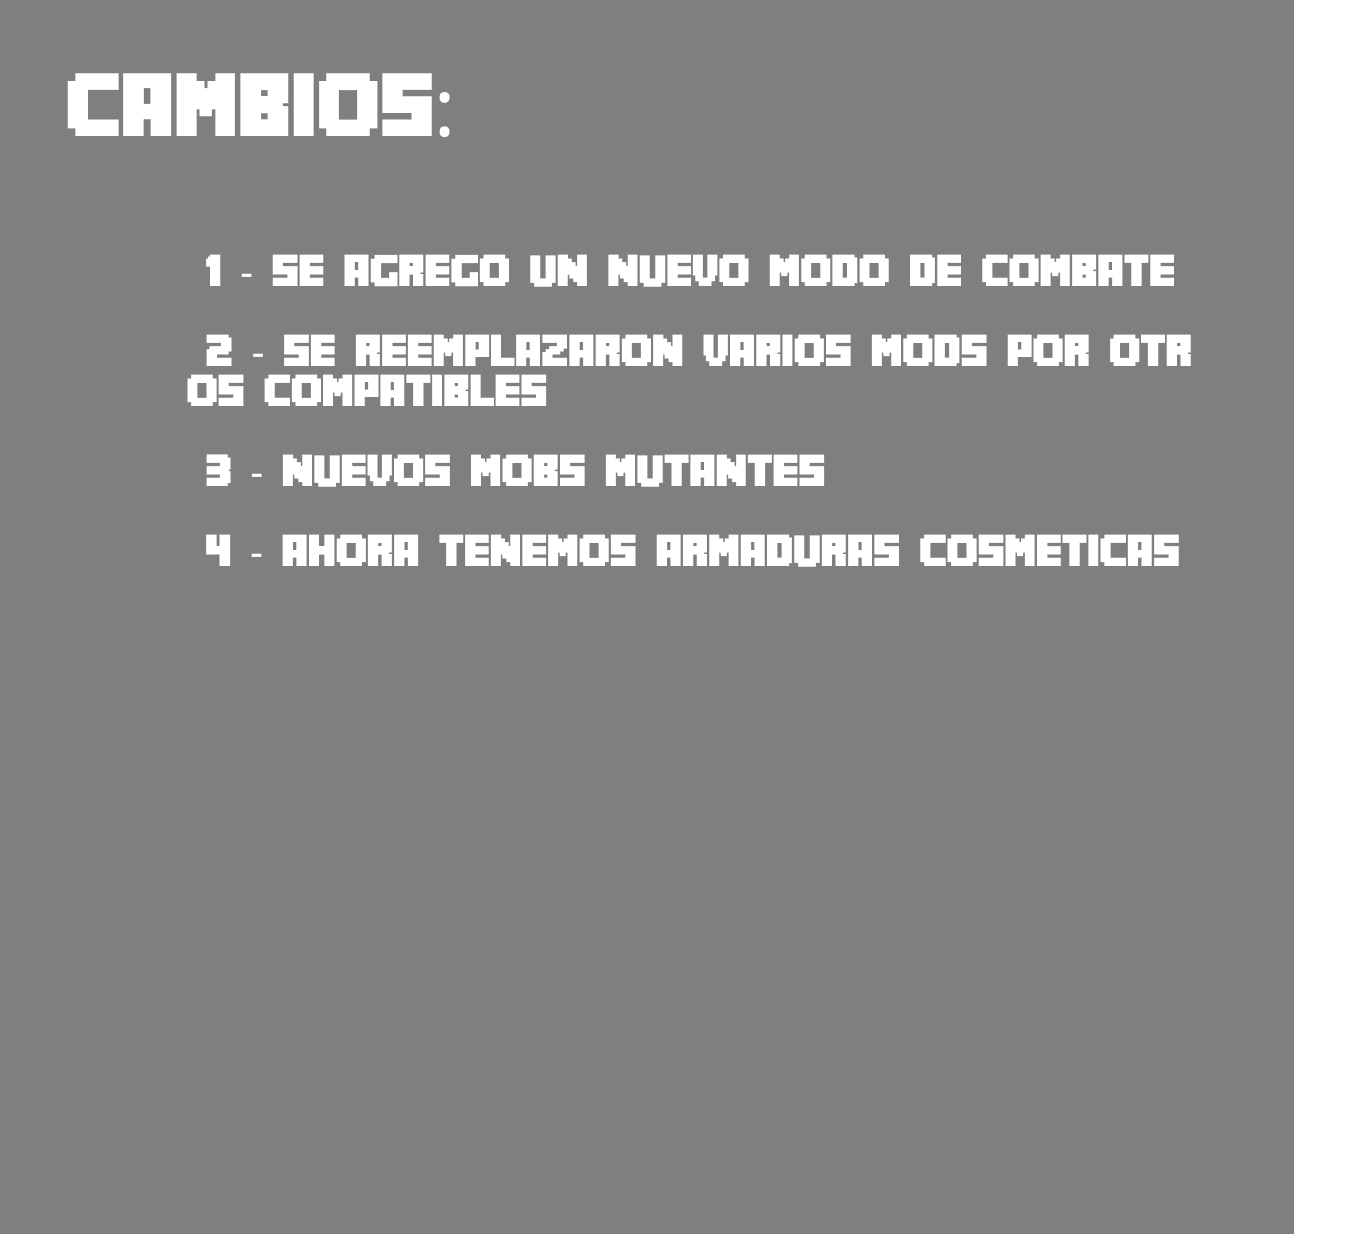 CAMBIOS:
1 - SE AGREGO UN NUEVO MODO DE COMBATE
2 - SE REEMPLAZARON VARIOS MODS POR OTR
OS COMPATIBLES
3 - NUEVOS MOBS MUTANTES
4 - AHORA TENEMOS ARMADURAS COSMETICAS